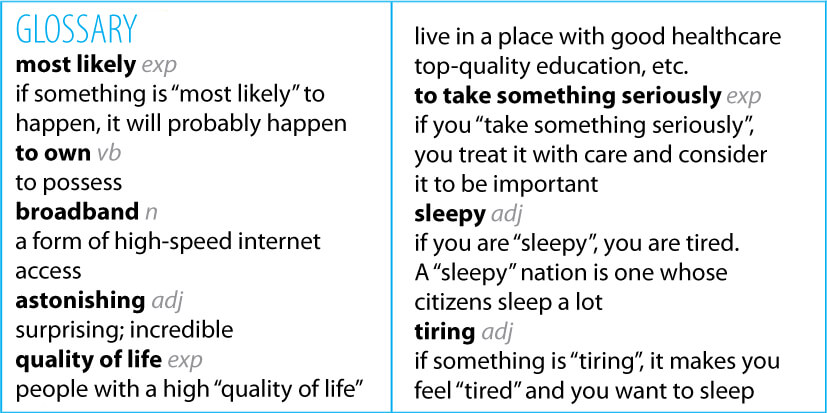 GLOSSARY
most likely exp
if something is “most likely” to
happen, it will probably happen
to own vb
to possess
broadband n
a form of high-speed internet
access
astonishing adj
surprising; incredible
quality of life exp
people with a high “quality of life”
live in a place with good healthcare
top-quality education, etc.
to take something seriously exp
if you “take something seriously”,
you treat it with care and consider
it to be important
sleepy adj
if you are “sleepy”, you are tired.
A “sleepy” nation is one whose
citizens sleep a lot
tiring adj
if something is “tiring”, it makes you
feel “tired” and you want to sleep